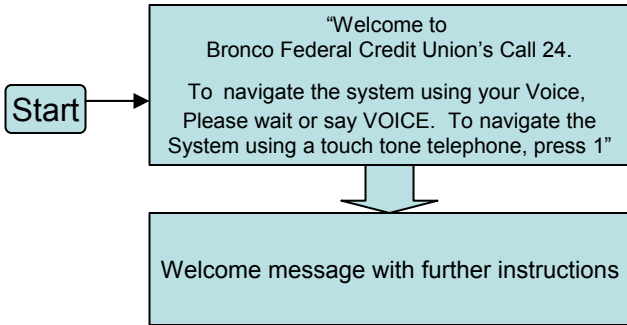 Start
“Welcome to
Bronco Federal Credit Union’s Call 24.
To navigate the system using your Voice,
Please wait or say VOICE. To navigate the
System using a touch tone telephone, press 1”
Welcome message with further instructions